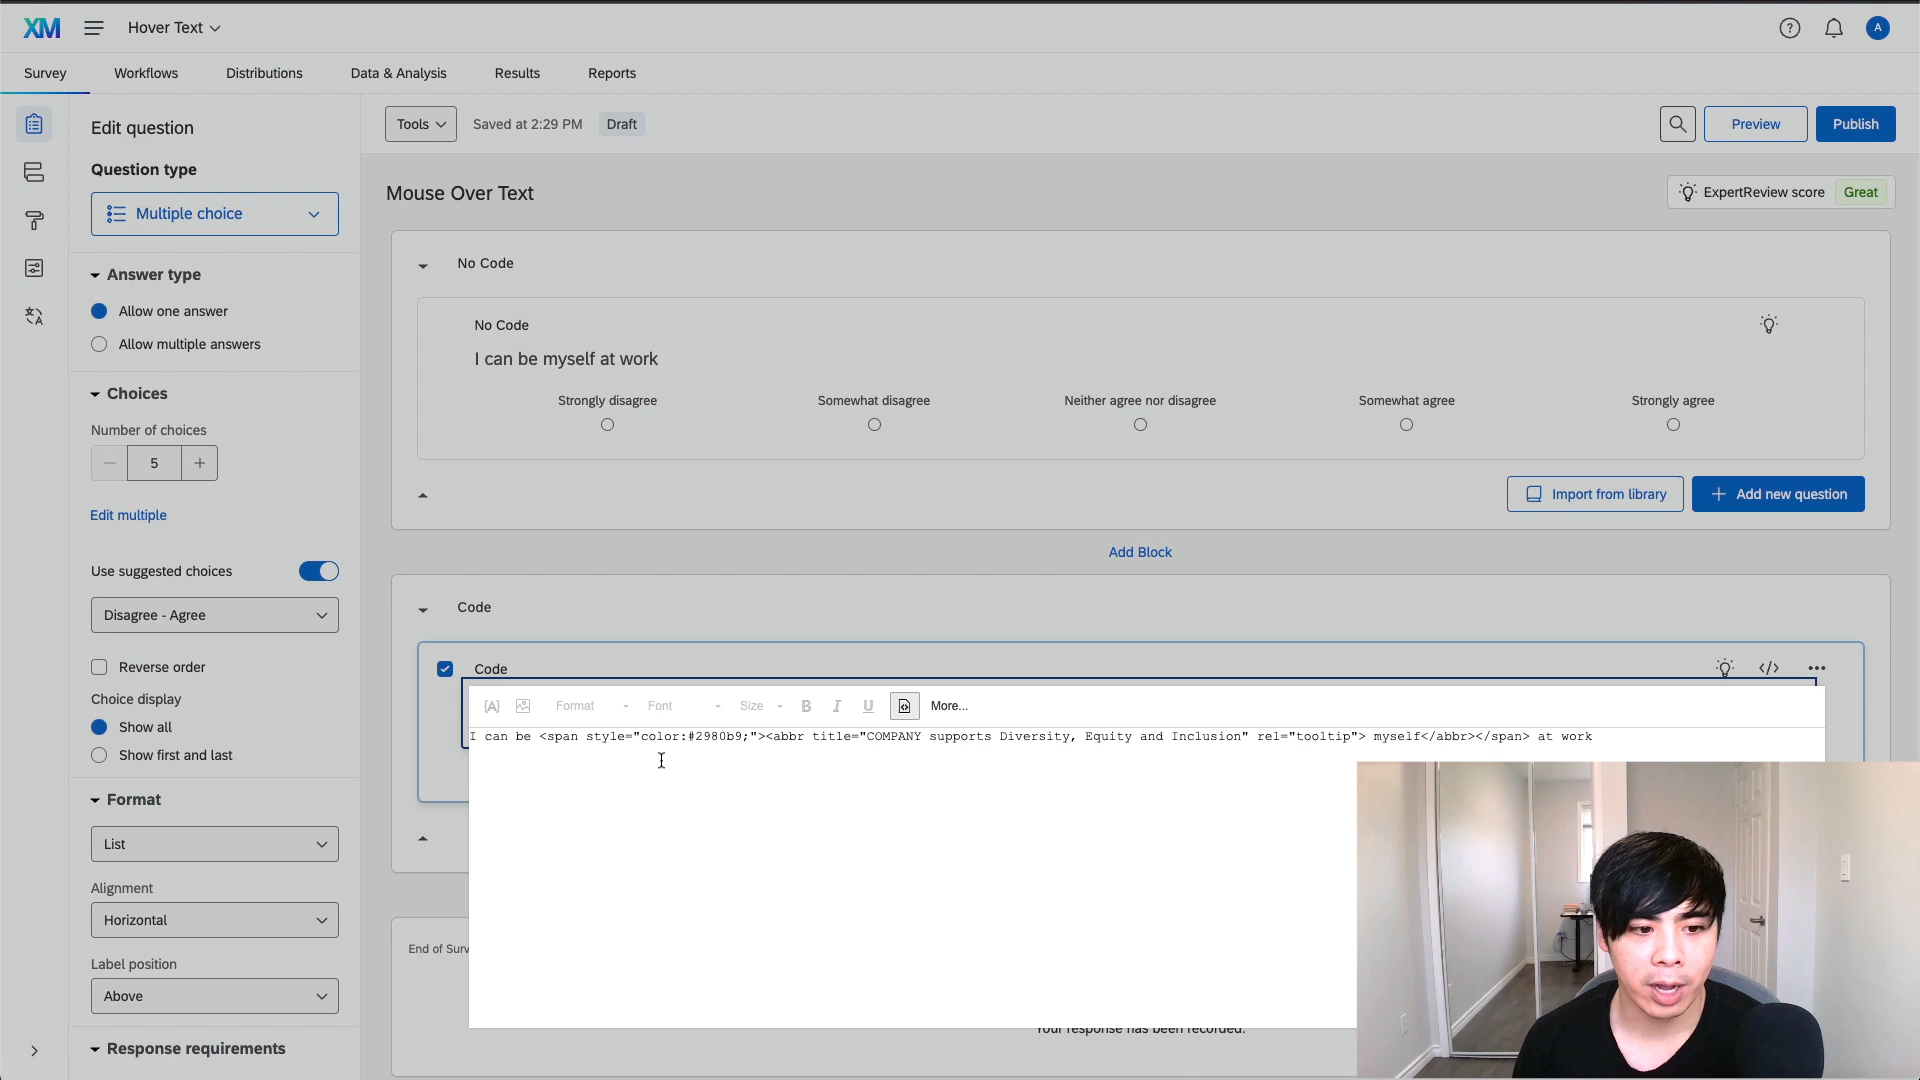 XM
Hover Text
A
Survey
Workflows
Distributions
Data & Analysis
Results
Reports
Edit question
Question type
Multiple choice
Answer type
Allow one answer
Allow multiple answers
Choices
Number of choices
5
Edit multiple
Use suggested choices
Disagree - Agree
Reverse order
Choice display
Show all
Show first and last
Format
List
Alignment
Horizontal
Label position
Above
Response requirements
Tools
Saved at 2:29 PM
Draft
Preview
Publish
Mouse Over Text
ExpertReview score
Great
No Code
No Code
I can be myself at work
Strongly disagree
Somewhat disagree
Neither agree nor disagree
Somewhat agree
Strongly agree
Import from library
Add new question
Add Block
Code
Code
{A}
Format
Font
Size
B
I
U
More...
I can be <span style="color:#2980b9;"><abbr title="COMPANY supports Diversity, Equity and Inclusion" rel="tooltip"> myself</abbr></span> at work
End of Surv
Your response has been recorded.